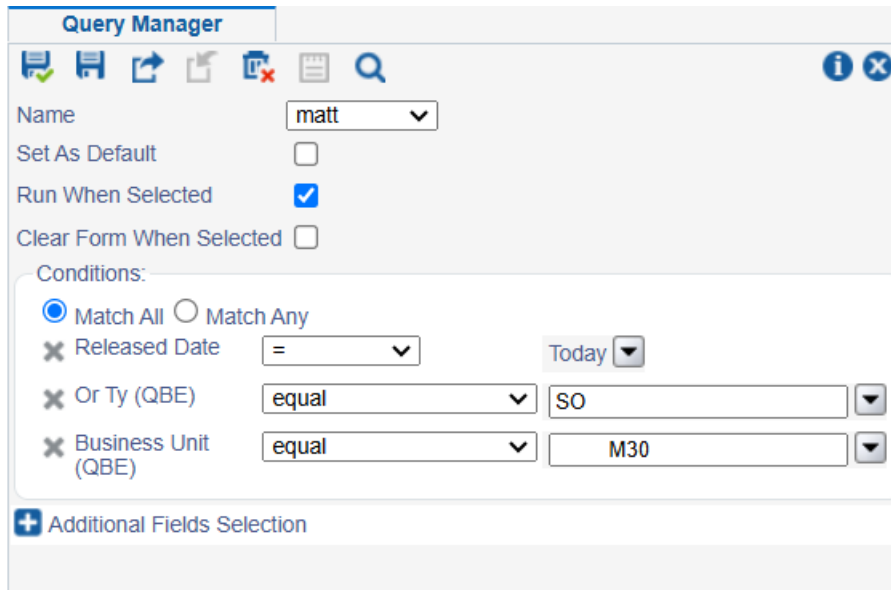 Query Manager
Name matt
Set As Default
Run When Selected
Clear Form When Selected
Conditions:
Match All Match Any
Released Date = Today
Or Ty (QBE) equal SO
Business Unit (QBE) equal M30
Additional Fields Selection